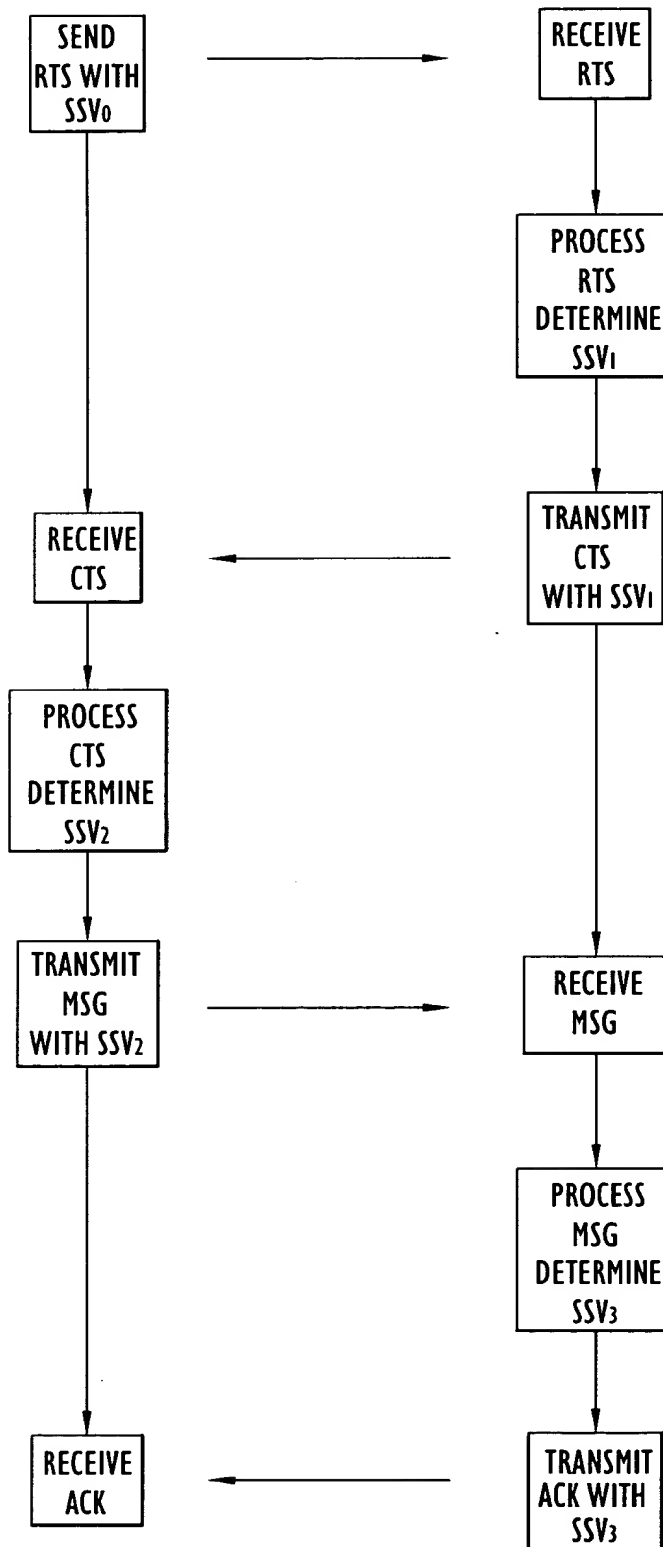 SEND
RTS WITH
SSV₀
RECEIVE
RTS
PROCESS
RTS
DETERMINE
SSV₁
TRANSMIT
CTS
WITH SSV₁
RECEIVE
CTS
PROCESS
CTS
DETERMINE
SSV₂
TRANSMIT
MSG
WITH SSV₂
RECEIVE
MSG
PROCESS
MSG
DETERMINE
SSV₃
TRANSMIT
ACK WITH
SSV₃
RECEIVE
ACK